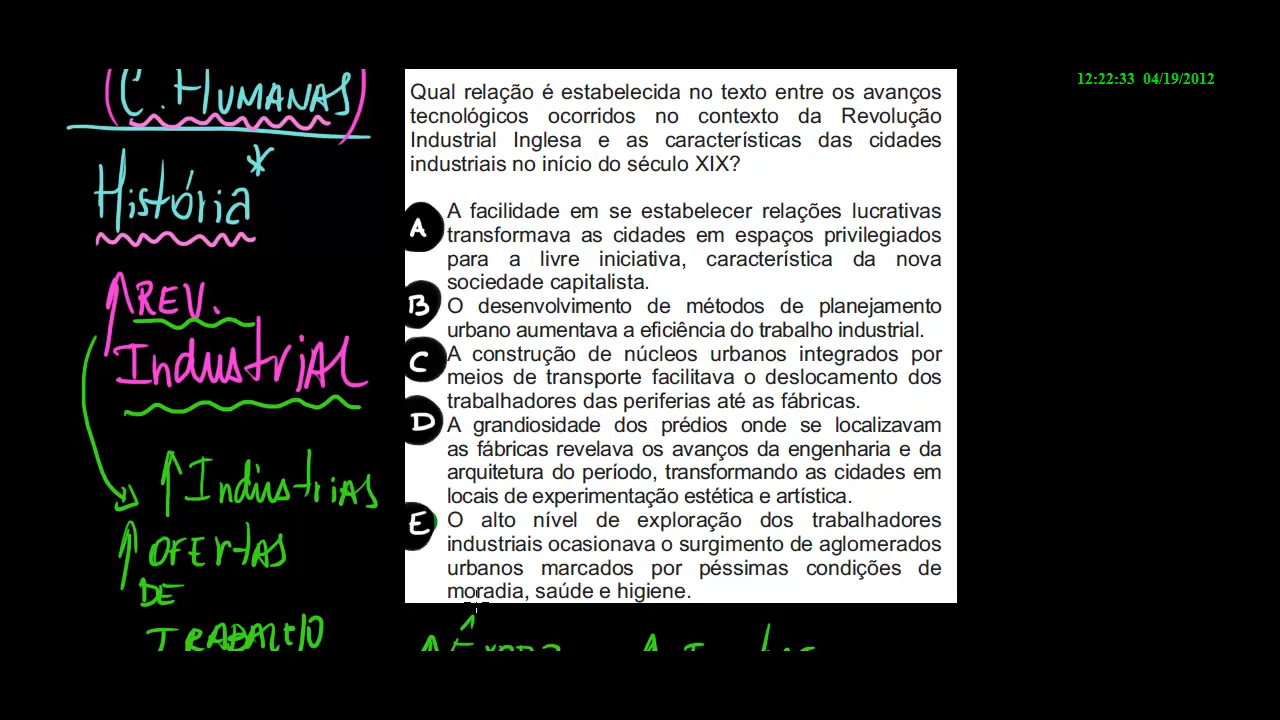 12:22:33 04/19/2012
(C. HUMANAS)
História*
↑REV.
IndustriAl
↑IndústriAS
↑OFErtAS
DE
TRABALHO
Qual relação é estabecida no texto entre os avanços
tecnológicos ocorridos no contexto da Revolução
Industrial Inglesa e as características das cidades
industriais no início do século XIX?
A A facilidade em se estabelecer relações lucrativas
transformava as cidades em espaços privilegiados
para a livre iniciativa, característica da nova
sociedade capitalista.
B O desenvolvimento de métodos de planejamento
urbano aumentava a eficiência do trabalho industrial.
C A construção de núcleos urbanos integrados por
meios de transporte facilitava o deslocamento dos
trabalhadores das periferias até as fábricas.
D A grandiosidade dos prédios onde se localizavam
as fábricas revelava os avanços da engenharia e da
arquitetura do período, transformando as cidades em
locais de experimentação estética e artística.
E O alto nível de exploração dos trabalhadores
industriais ocasionava o surgimento de aglomerados
urbanos marcados por péssimas condições de
moradia, saúde e higiene.